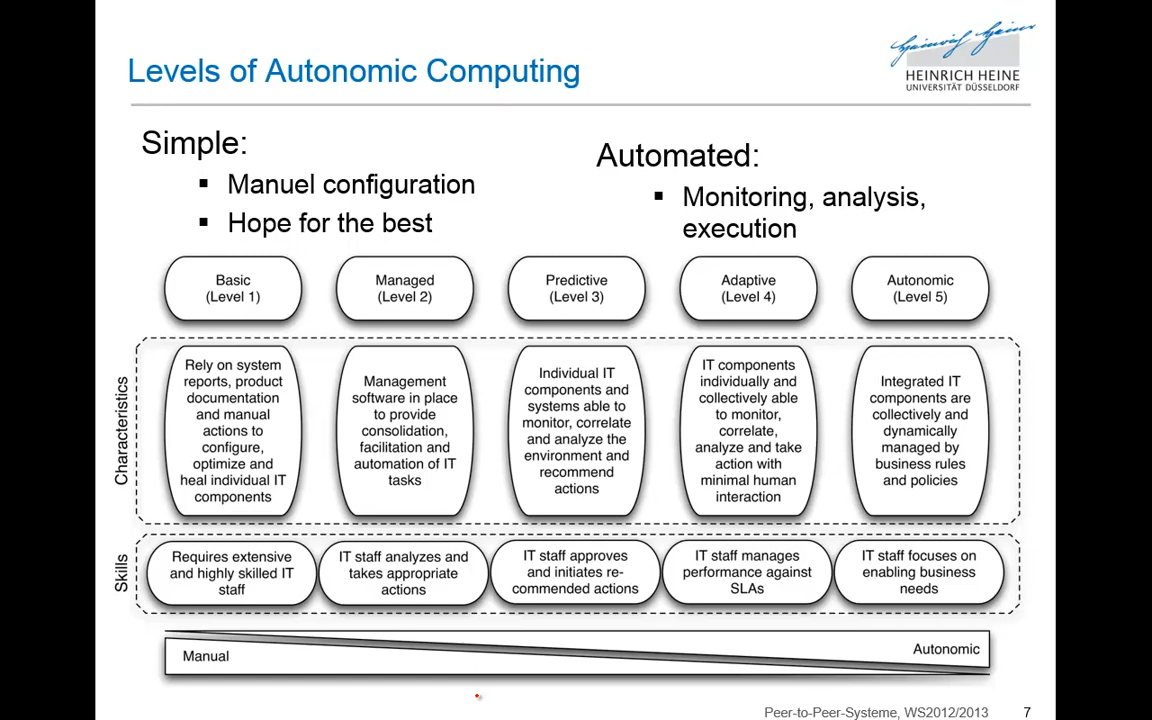 Levels of Autonomic Computing
Heinrich Heine
HEINRICH HEINE
UNIVERSITÄT DÜSSELDORF
Simple:
Manuel configuration
Hope for the best
Automated:
Monitoring, analysis,
execution
Basic
(Level 1)
Managed
(Level 2)
Predictive
(Level 3)
Adaptive
(Level 4)
Autonomic
(Level 5)
Characteristics
Rely on system
reports, product
documentation
and manual
actions to
configure,
optimize and
heal individual IT
components
Management
software in place
to provide
consolidation,
facilitation and
automation of IT
tasks
Individual IT
components and
systems able to
monitor, correlate
and analyze the
environment and
recommend
actions
IT components
individually and
collectively able
to monitor,
correlate,
analyze and take
action with
minimal human
interaction
Integrated IT
components are
collectively and
dynamically
managed by
business rules
and policies
Skills
Requires extensive
and highly skilled IT
staff
IT staff analyzes and
takes appropriate
actions
IT staff approves
and initiates re-
commended actions
IT staff manages
performance against
SLAs
IT staff focuses on
enabling business
needs
Manual
Autonomic
Peer-to-Peer-Systeme, WS2012/2013
7